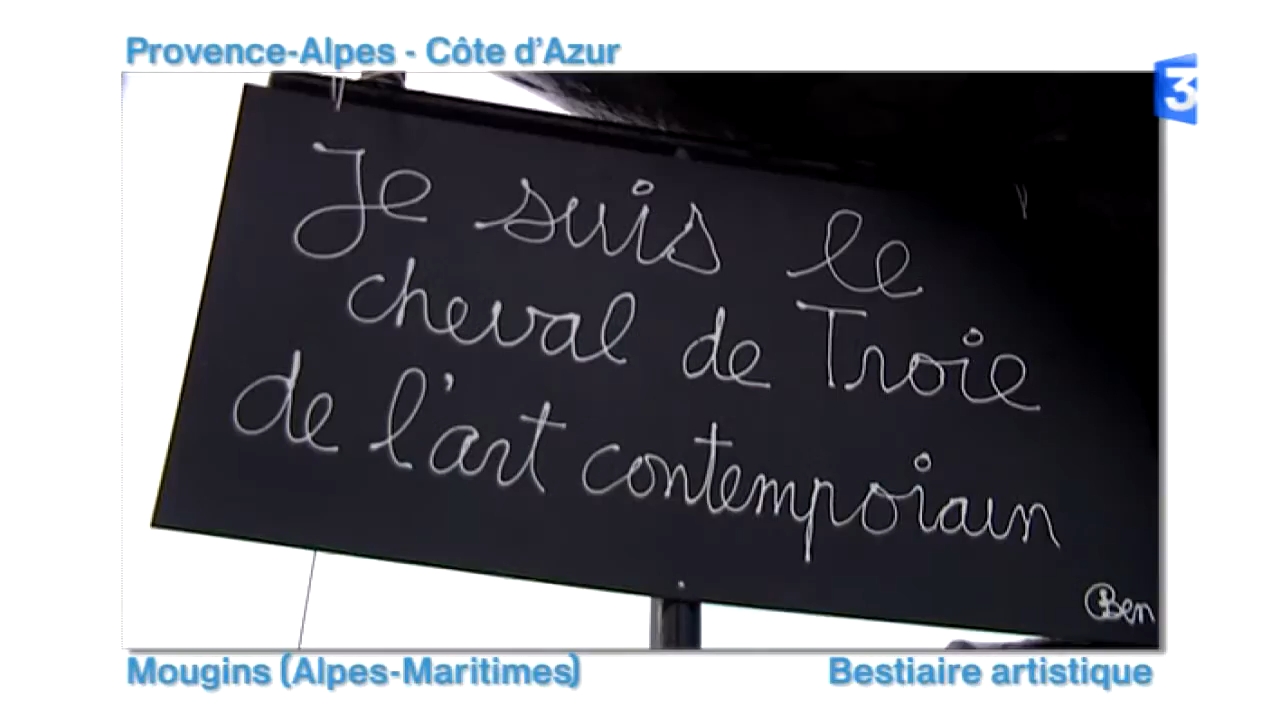 Provence-Alpes - Côte d'Azur
3
Je suis le
cheval de Troie
de l'art contempoiain
Ben
Mougins (Alpes-Maritimes)
Bestiaire artistique